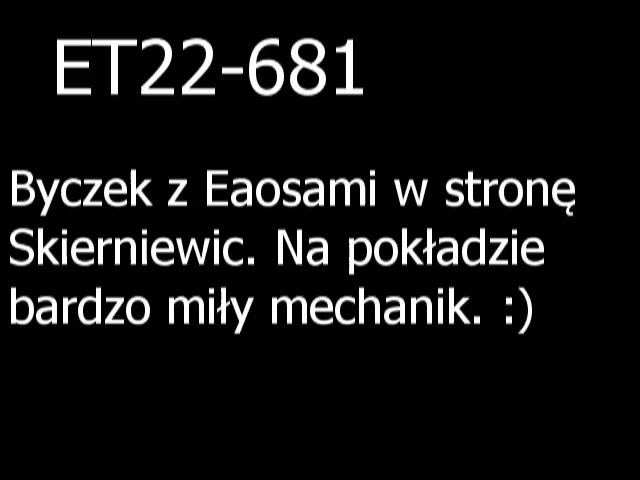 ET22-681
Byczek z Eaosami w stronę
Skierniewic. Na pokładzie
bardzo miły mechanik. :)